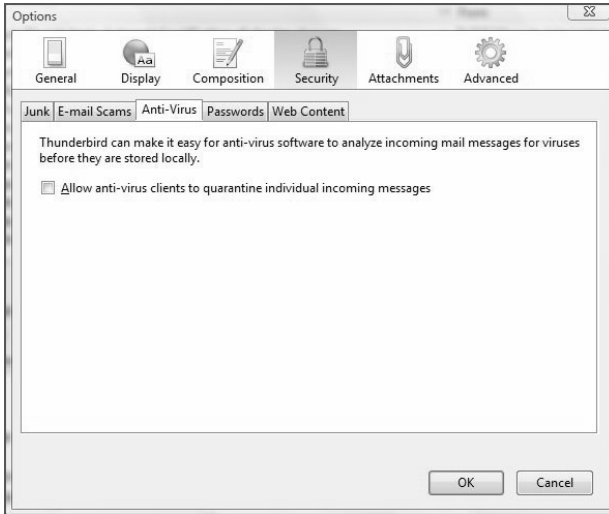 Options
General Display Composition Security Attachments Advanced
Junk E-mail Scams Anti-Virus Passwords Web Content
Thunderbird can make it easy for anti-virus software to analyze incoming mail messages for viruses
before they are stored locally.
Allow anti-virus clients to quarantine individual incoming messages
OK Cancel